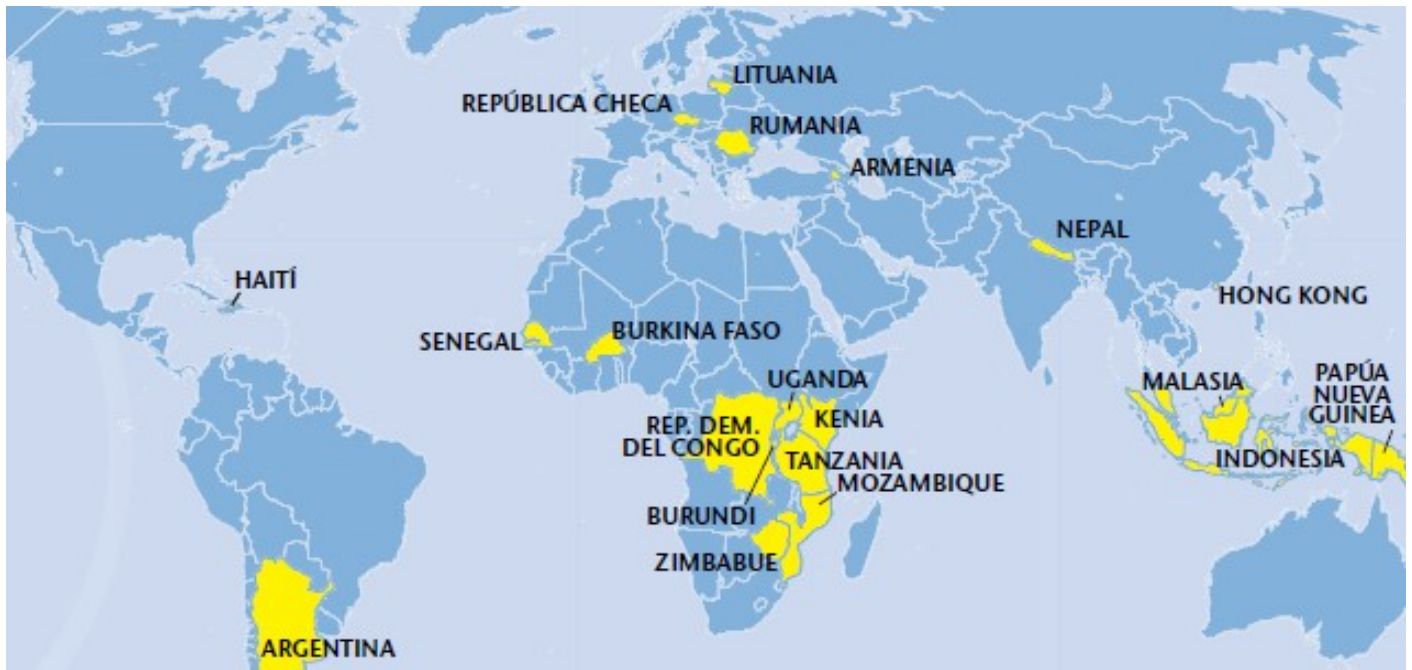 LITUANIA
REPÚBLICA CHECA
RUMANIA
ARMENIA
NEPAL
HAITÍ
HONG KONG
SENEGAL
BURKINA FASO
UGANDA
MALASIA
PAPÚA
NUEVA
GUINEA
REP. DEM.
DEL CONGO
KENIA
TANZANIA
INDONESIA
MOZAMBIQUE
BURUNDI
ZIMBABUE
ARGENTINA